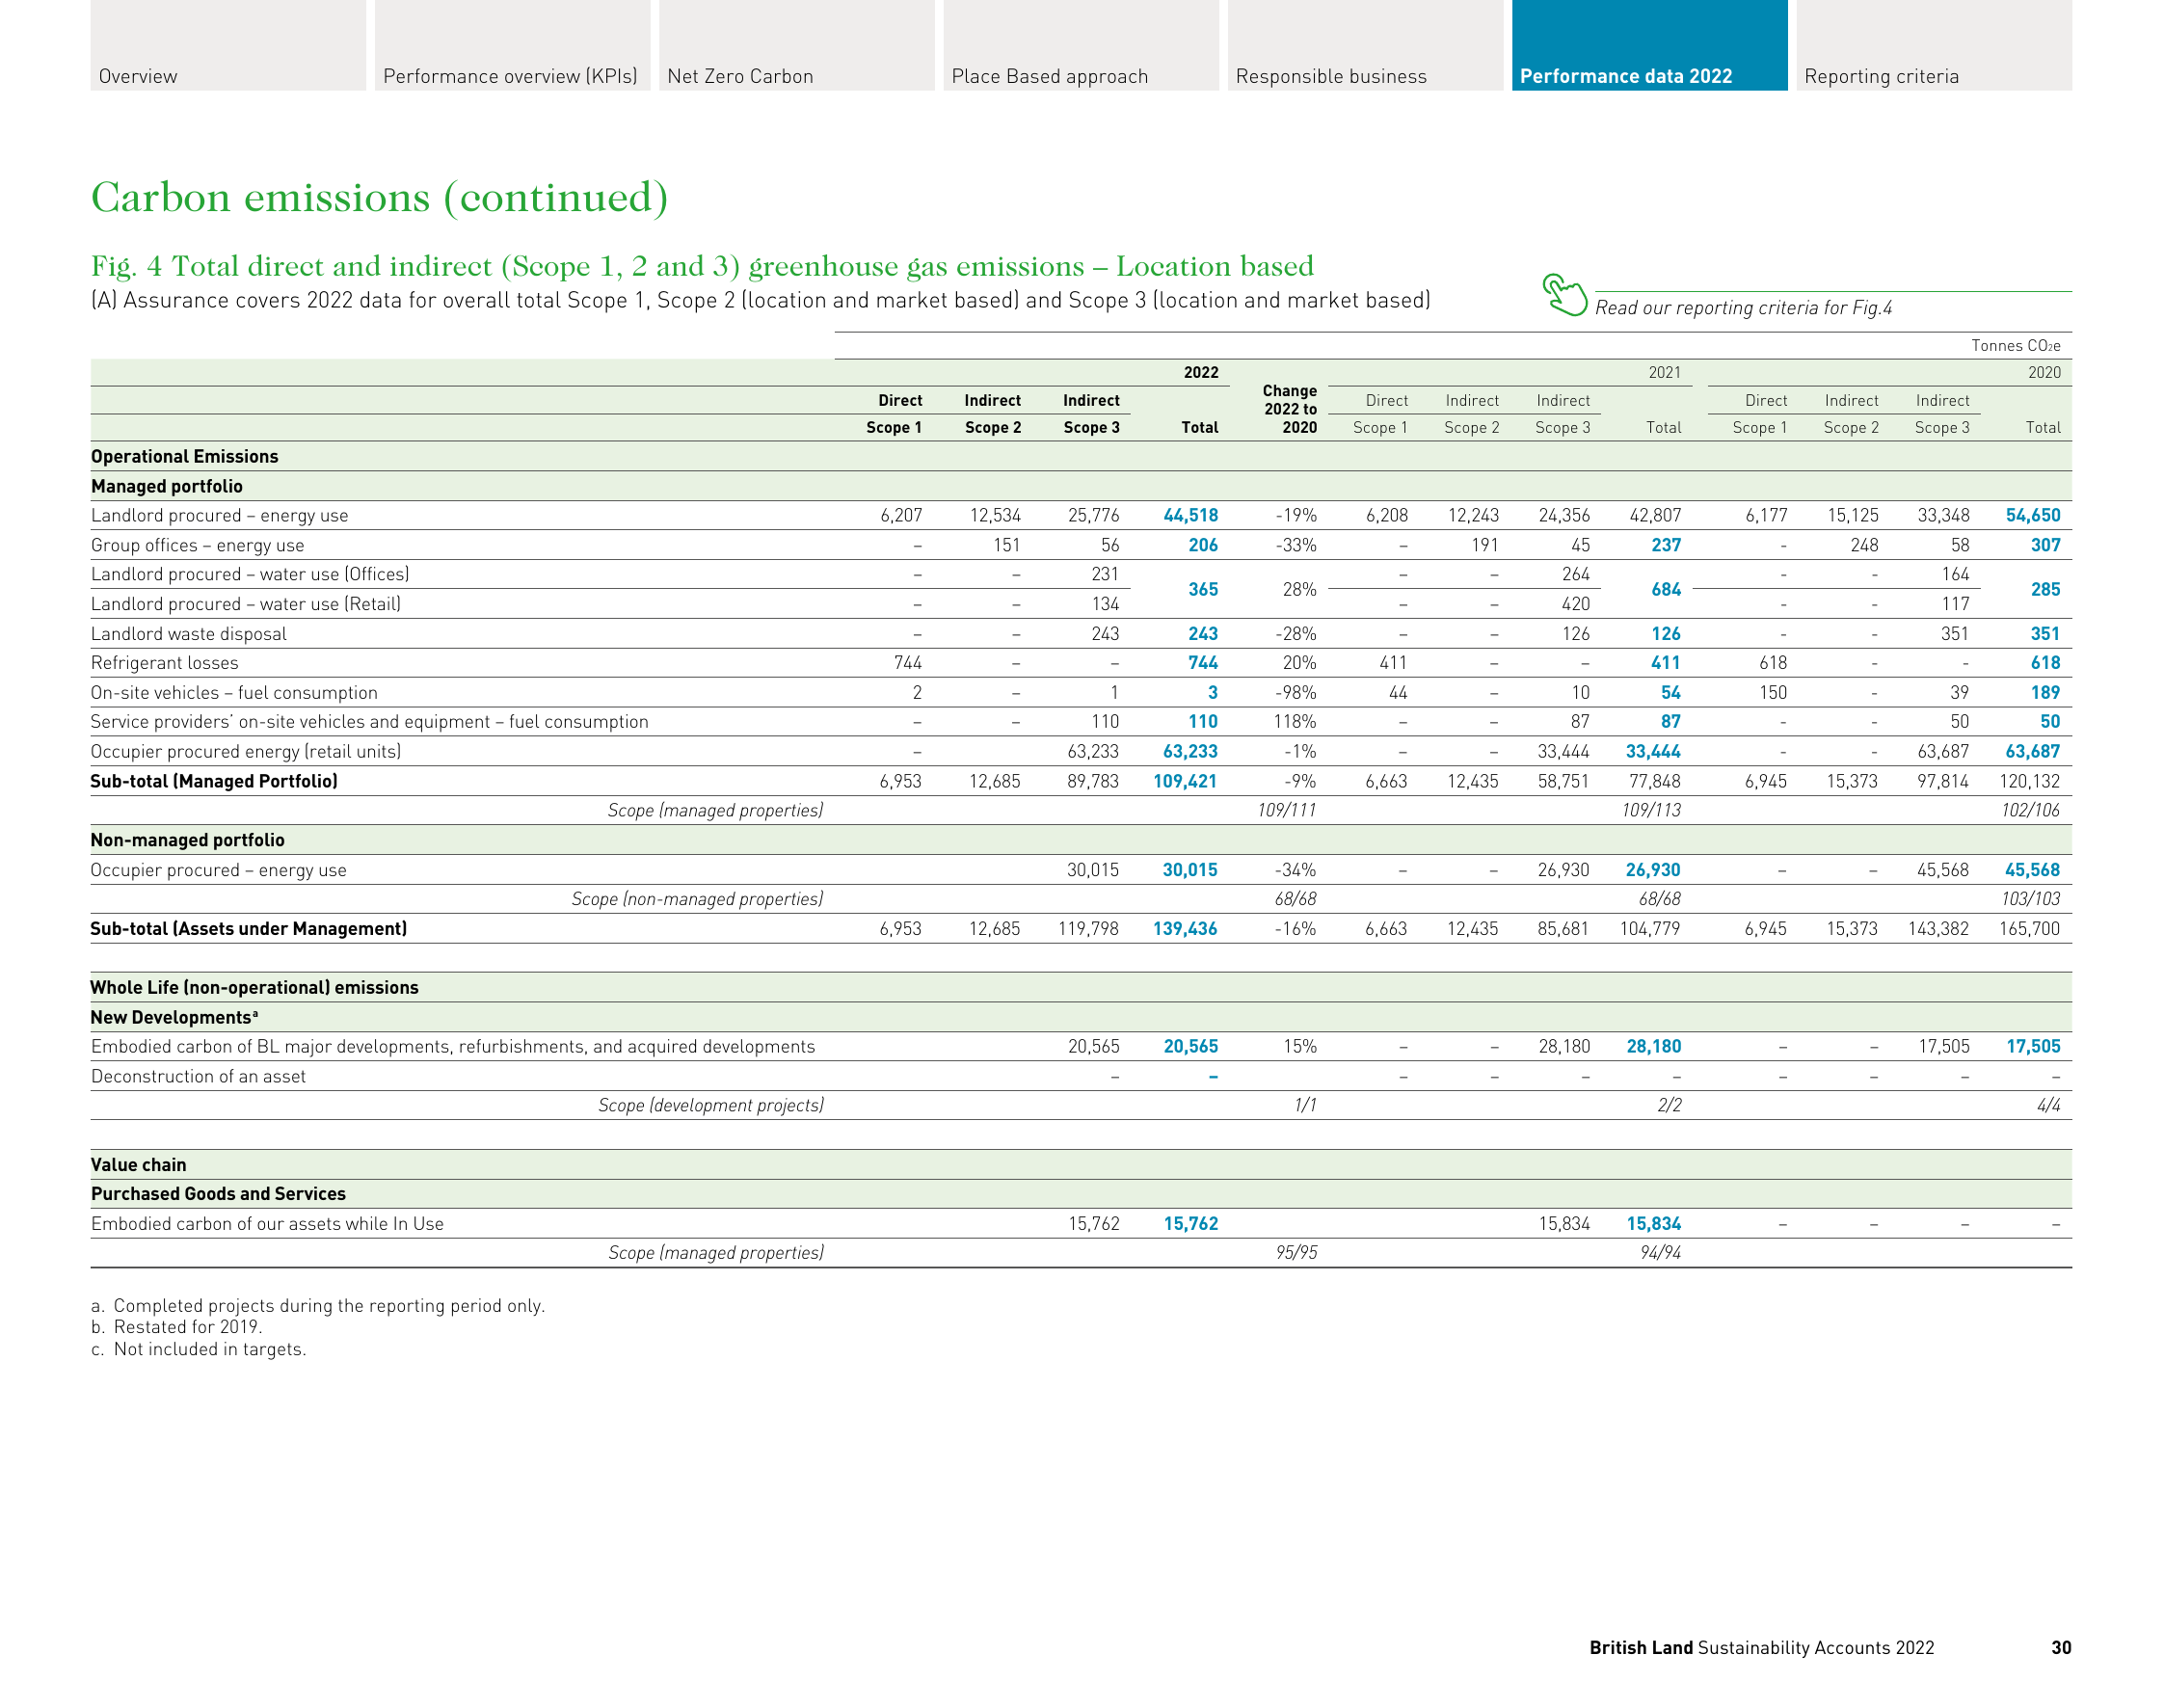 Overview Performance overview (KPIs) Net Zero Carbon Place Based approach Responsible business Performance data 2022 Reporting criteria
Carbon emissions (continued)
Fig. 4 Total direct and indirect (Scope 1, 2 and 3) greenhouse gas emissions – Location based
(A) Assurance covers 2022 data for overall total Scope 1, Scope 2 (location and market based) and Scope 3 (location and market based)
Read our reporting criteria for Fig.4
Tonnes CO2e
2022 Change 2022 to 2020 2021 2020
Direct Indirect Indirect Direct Indirect Indirect Direct Indirect Indirect
Scope 1 Scope 2 Scope 3 Total Scope 1 Scope 2 Scope 3 Total Scope 1 Scope 2 Scope 3 Total
Operational Emissions
Managed portfolio
Landlord procured – energy use 6,207 12,534 25,776 44,518 -19% 6,208 12,243 24,356 42,807 6,177 15,125 33,348 54,650
Group offices – energy use – 151 56 206 -33% – 191 45 237 - 248 58 307
Landlord procured – water use (Offices) – – 231 365 28% – – 264 684 - - 164 285
Landlord procured – water use (Retail) – – 134 – – 420 - - 117
Landlord waste disposal – – 243 243 -28% – – 126 126 - - 351 351
Refrigerant losses 744 – – 744 20% 411 – – 411 618 - - 618
On-site vehicles – fuel consumption 2 – 1 3 -98% 44 – 10 54 150 - 39 189
Service providers’ on-site vehicles and equipment – fuel consumption – – 110 110 118% – – 87 87 - - 50 50
Occupier procured energy (retail units) – 63,233 63,233 -1% – – 33,444 33,444 - - 63,687 63,687
Sub-total (Managed Portfolio) 6,953 12,685 89,783 109,421 -9% 6,663 12,435 58,751 77,848 6,945 15,373 97,814 120,132
Scope (managed properties) 109/111 109/113 102/106
Non-managed portfolio
Occupier procured – energy use 30,015 30,015 -34% – – 26,930 26,930 – – 45,568 45,568
Scope (non-managed properties) 68/68 68/68 103/103
Sub-total (Assets under Management) 6,953 12,685 119,798 139,436 -16% 6,663 12,435 85,681 104,779 6,945 15,373 143,382 165,700
Whole Life (non-operational) emissions
New Developmentsᵃ
Embodied carbon of BL major developments, refurbishments, and acquired developments 20,565 20,565 15% – – 28,180 28,180 – – 17,505 17,505
Deconstruction of an asset – – – – – – – – – –
Scope (development projects) 1/1 2/2 4/4
Value chain
Purchased Goods and Services
Embodied carbon of our assets while In Use 15,762 15,762 15,834 15,834 – – – –
Scope (managed properties) 95/95 94/94
a. Completed projects during the reporting period only.
b. Restated for 2019.
c. Not included in targets.
British Land Sustainability Accounts 2022 30